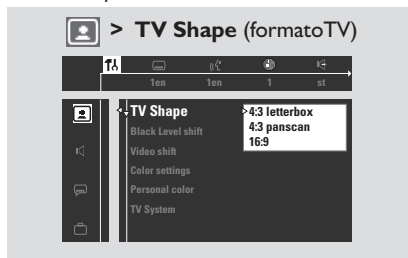 > TV Shape (formatoTV)
1en 1en 1 st
TV Shape
4:3 letterbox
Black Level shift
4:3 panscan
Video shift
16:9
Color settings
Personal color
TV System